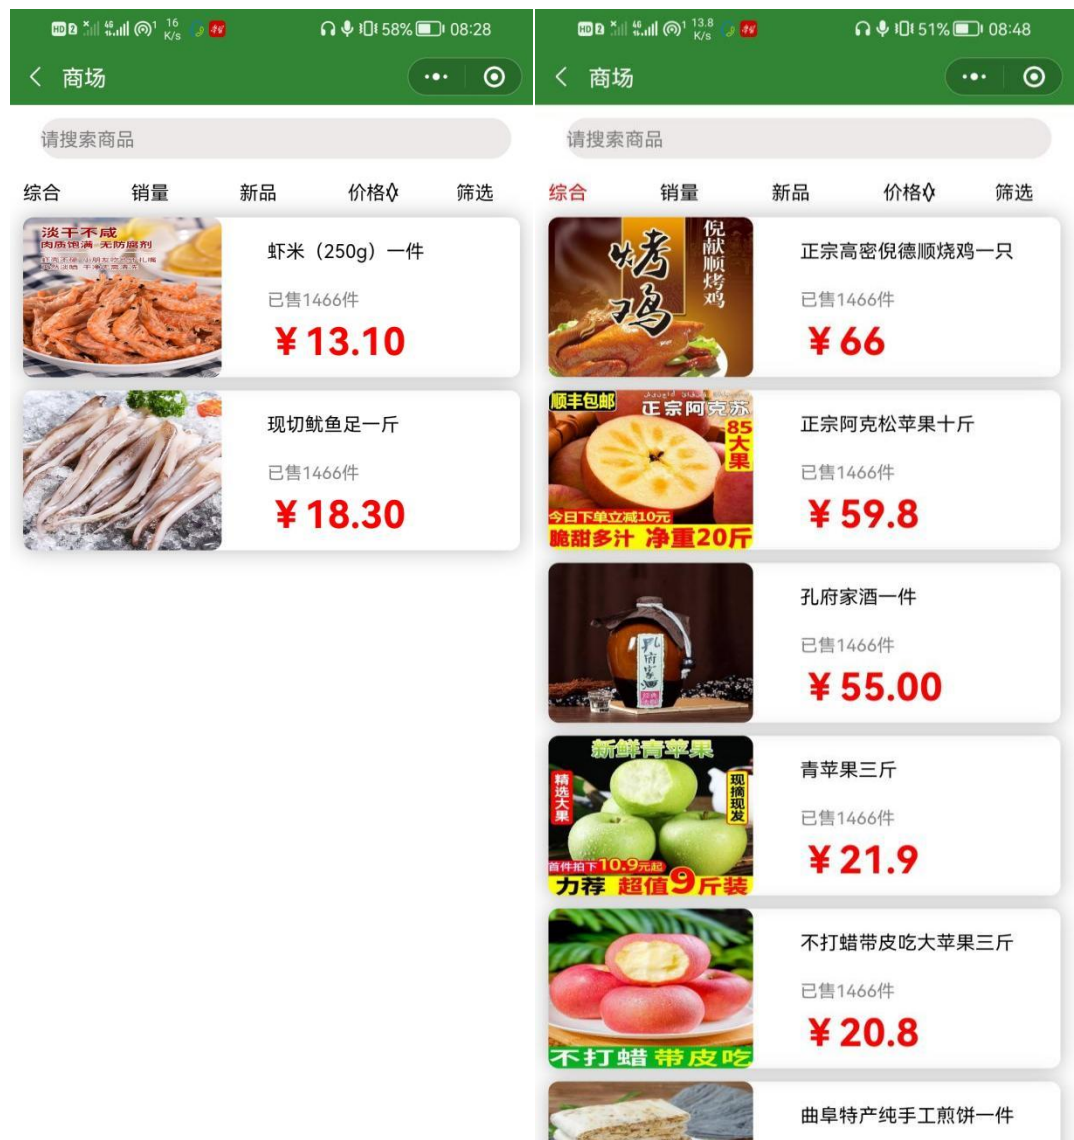 HD 2 46 1 16 K/s 58% 08:28
商场
请搜索商品
综合 销量 新品 价格 筛选
淡干不咸
肉质饱满 无防腐剂
虾米（250g）一件
已售1466件
￥13.10
现切鱿鱼足一斤
已售1466件
￥18.30
HD 2 46 1 13.8 K/s 51% 08:48
商场
请搜索商品
综合 销量 新品 价格 筛选
烤鸡
倪献顺烤鸡
正宗高密倪德顺烧鸡一只
已售1466件
￥66
顺丰包邮
正宗阿克苏
85大果
今日下单立减10元
脆甜多汁 净重20斤
正宗阿克松苹果十斤
已售1466件
￥59.8
孔府家
孔府家酒一件
已售1466件
￥55.00
新鲜青苹果
精选大果
现摘现发
首件拍下10.9元起
力荐 超值9斤装
青苹果三斤
已售1466件
￥21.9
不打蜡 带皮吃
不打蜡带皮吃大苹果三斤
已售1466件
￥20.8
曲阜特产纯手工煎饼一件